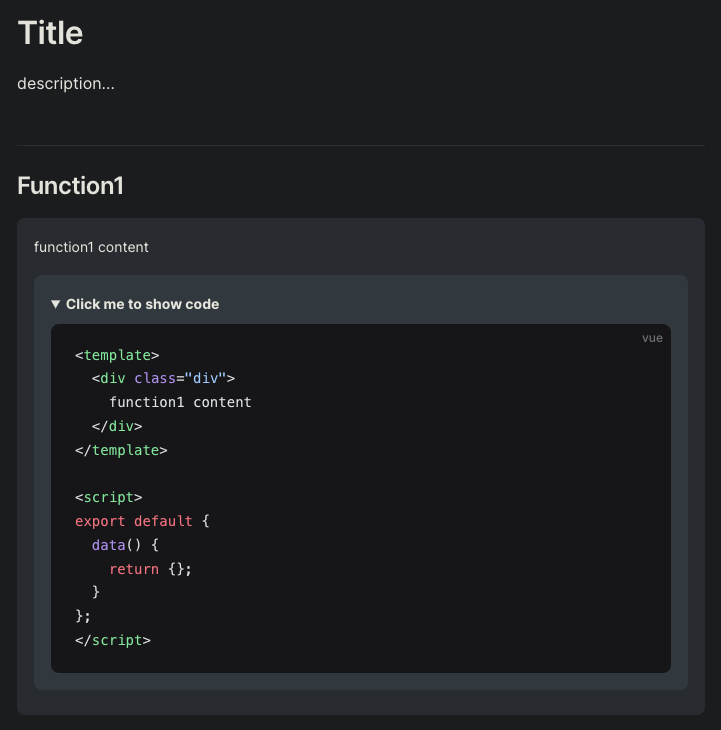 Title
description...
Function1
function1 content
▼ Click me to show code
vue
<template>
  <div class="div">
    function1 content
  </div>
</template>

<script>
export default {
  data() {
    return {};
  }
};
</script>